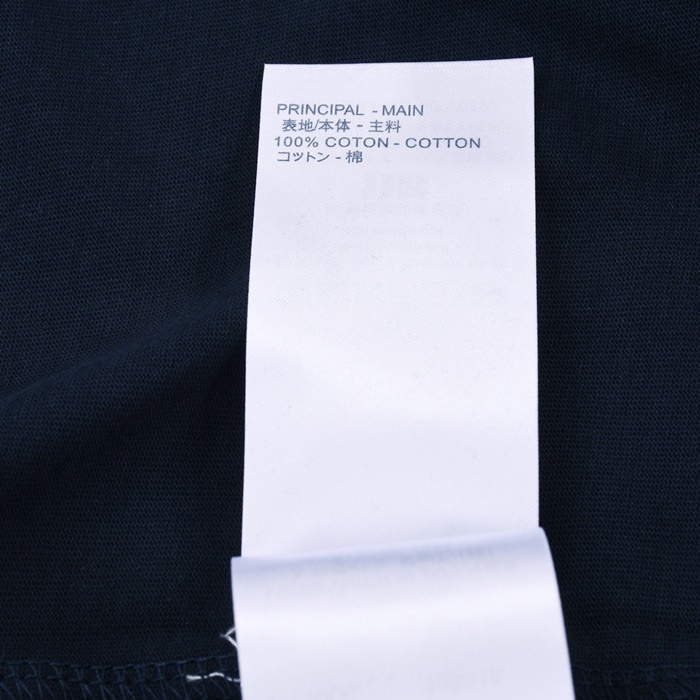 PRINCIPAL - MAIN
表地/本体 - 主料
100% COTON - COTTON
コットン - 棉